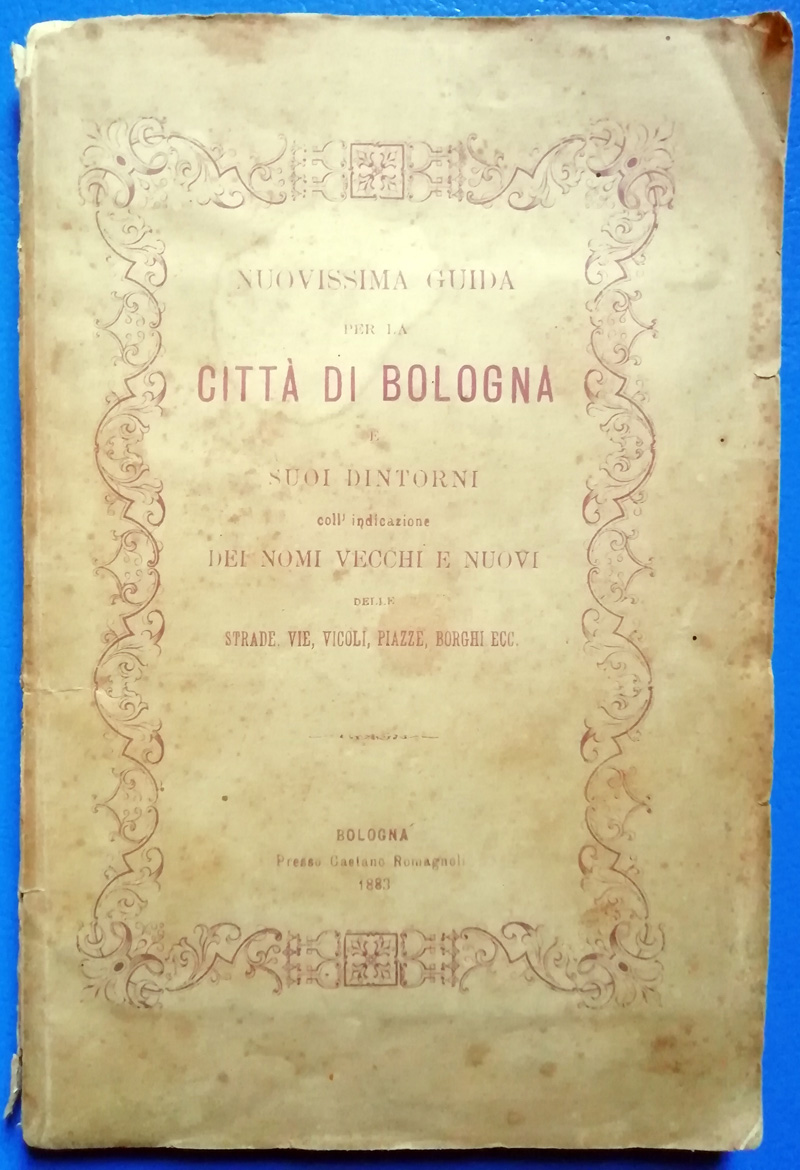 NUOVISSIMA GUIDA
PER LA
CITTÀ DI BOLOGNA
E
SUOI DINTORNI
coll' indicazione
DEI NOMI VECCHI E NUOVI
DELLE
STRADE, VIE, VICOLI, PIAZZE, BORGHI ECC.
BOLOGNA
Presso Gaetano Romagnoli
1883